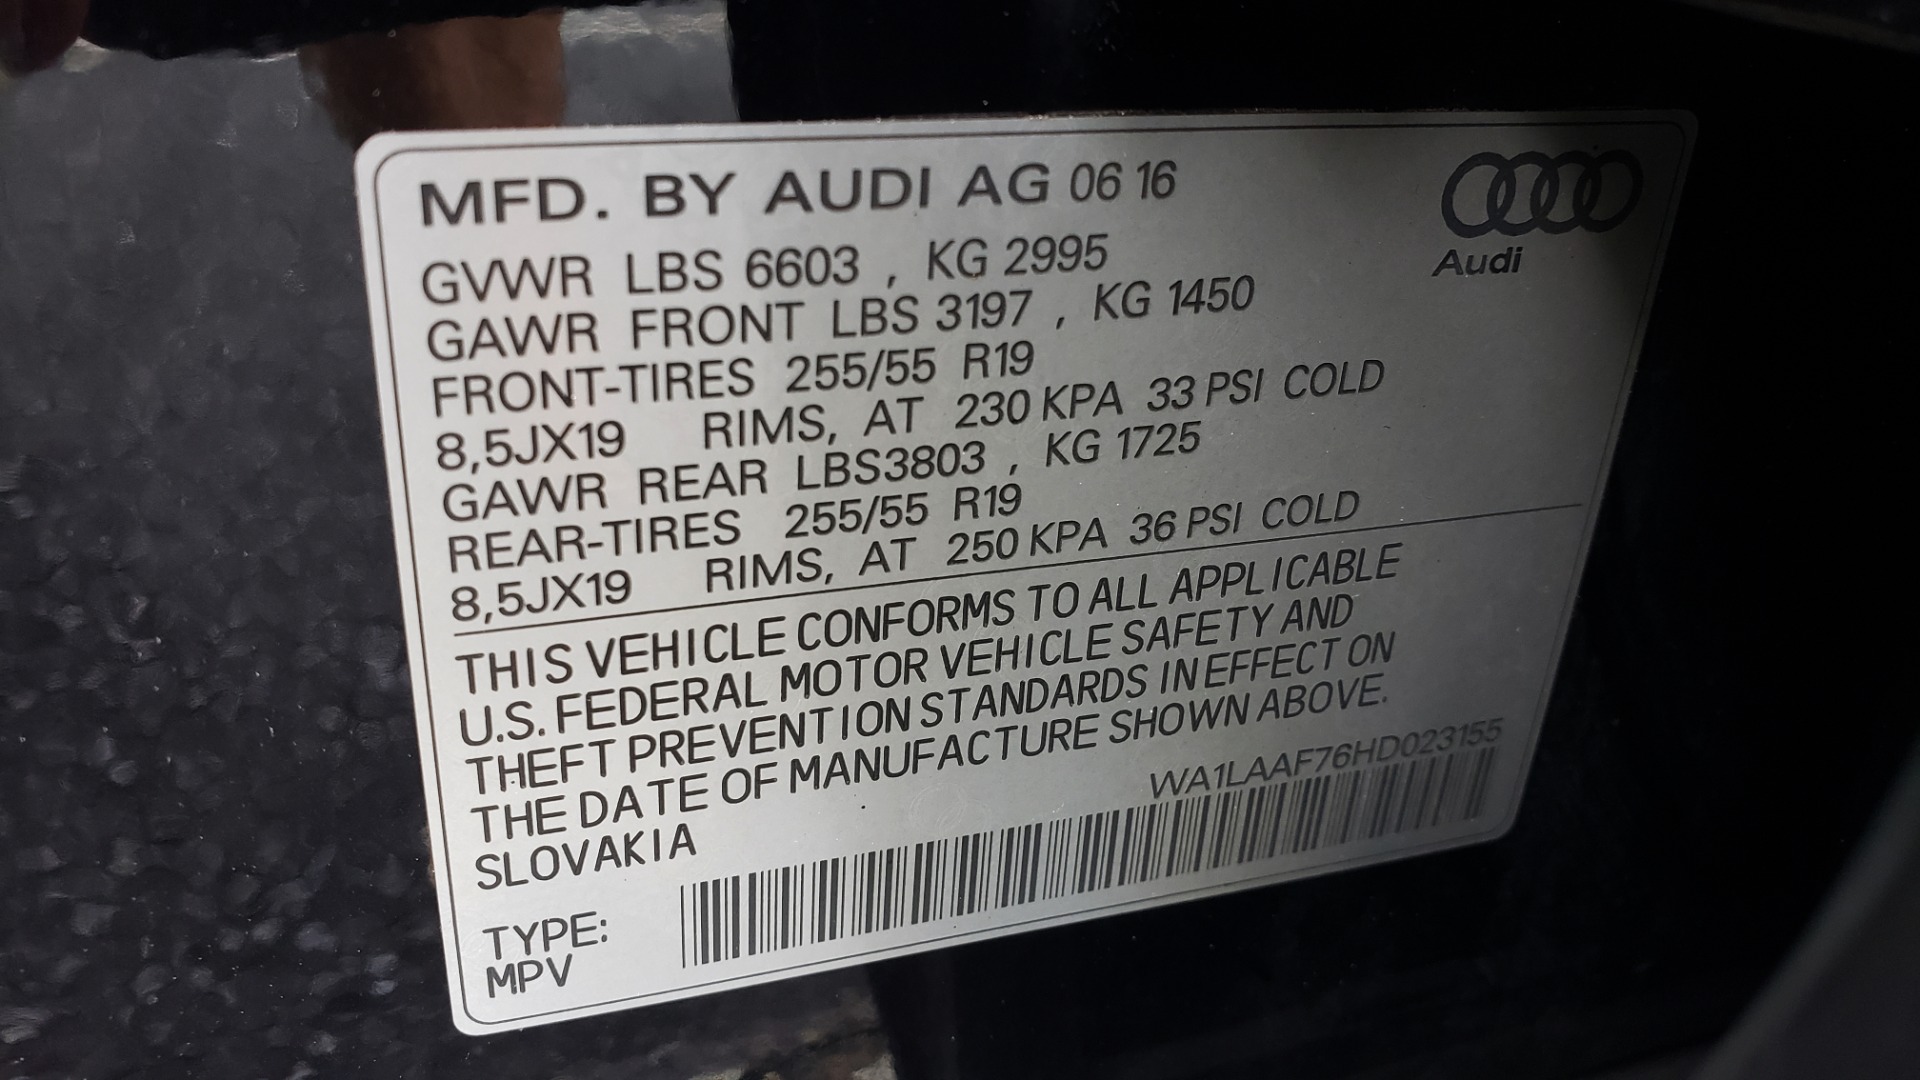 MFD. BY AUDI AG 06 16
Audi
GVWR LBS 6603 , KG 2995
GAWR FRONT LBS 3197 , KG 1450
FRONT-TIRES 255/55 R19
8,5JX19 RIMS, AT 230 KPA 33 PSI COLD
GAWR REAR LBS3803 , KG 1725
REAR-TIRES 255/55 R19
8,5JX19 RIMS, AT 250 KPA 36 PSI COLD
THIS VEHICLE CONFORMS TO ALL APPLICABLE
U.S. FEDERAL MOTOR VEHICLE SAFETY AND
THEFT PREVENTION STANDARDS IN EFFECT ON
THE DATE OF MANUFACTURE SHOWN ABOVE.
SLOVAKIA
WA1LAAF76HD023155
TYPE:
MPV